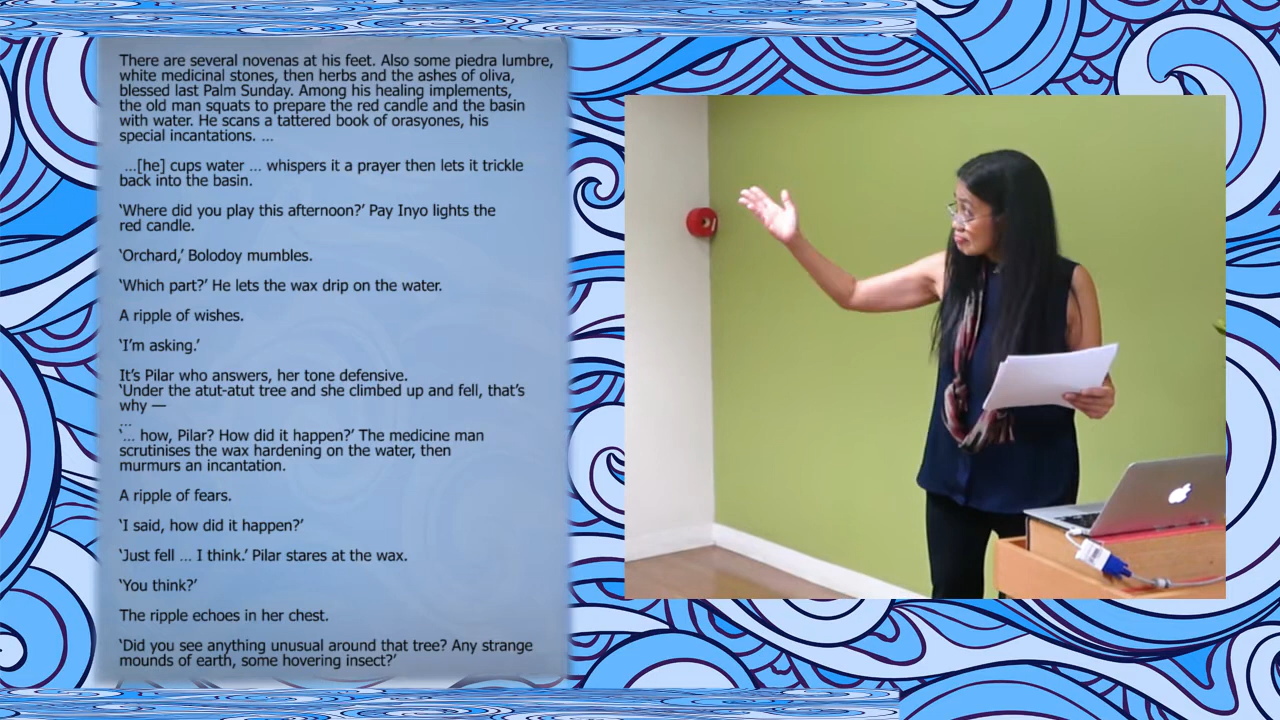 There are several novenas at his feet. Also some piedra lumbre,
white medicinal stones, then herbs and the ashes of oliva,
blessed last Palm Sunday. Among his healing implements,
the old man squats to prepare the red candle and the basin
with water. He scans a tattered book of orasyones, his
special incantations. ...
...[he] cups water ... whispers it a prayer then lets it trickle
back into the basin.
‘Where did you play this afternoon?’ Pay Inyo lights the
red candle.
‘Orchard,’ Bolodoy mumbles.
‘Which part?’ He lets the wax drip on the water.
A ripple of wishes.
‘I’m asking.’
It’s Pilar who answers, her tone defensive.
‘Under the atut-atut tree and she climbed up and fell, that’s
why —
...
‘... how, Pilar? How did it happen?’ The medicine man
scrutinises the wax hardening on the water, then
murmurs an incantation.
A ripple of fears.
‘I said, how did it happen?’
‘Just fell ... I think.’ Pilar stares at the wax.
‘You think?’
The ripple echoes in her chest.
‘Did you see anything unusual around that tree? Any strange
mounds of earth, some hovering insect?’